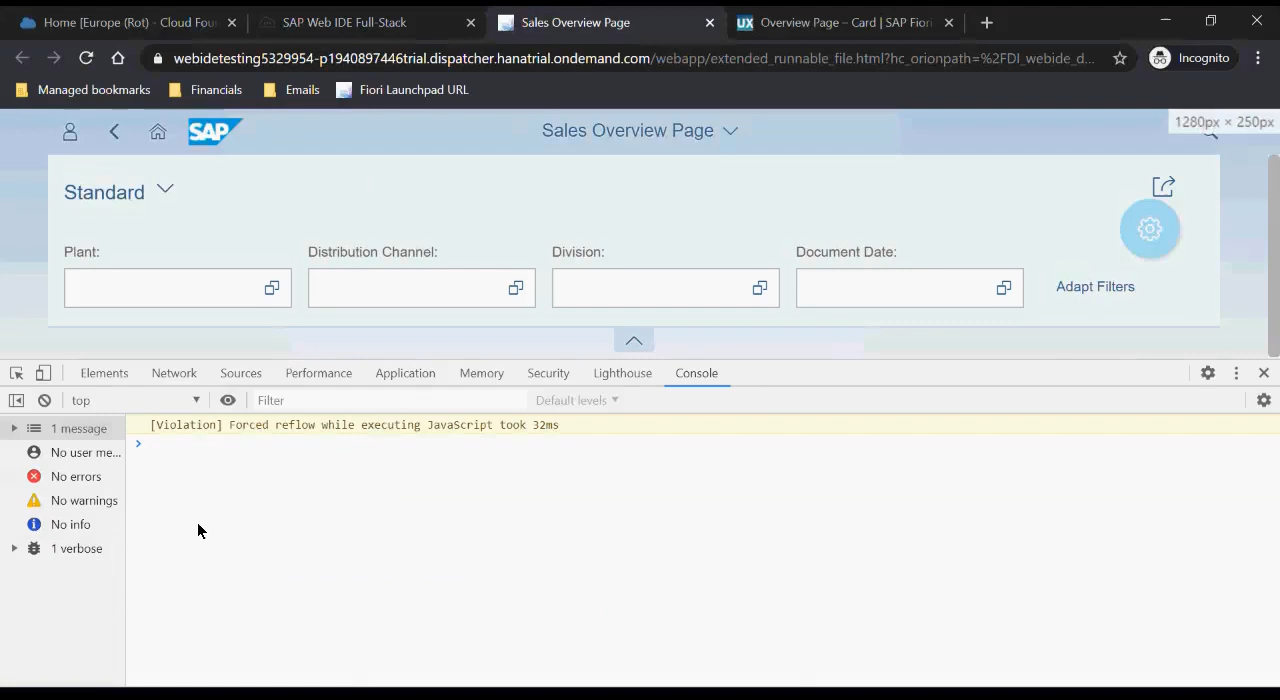 Home [Europe (Rot) - Cloud Fou
SAP Web IDE Full-Stack
Sales Overview Page
UX Overview Page – Card | SAP Fiori
webidetesting5329954-p1940897446trial.dispatcher.hanatrial.ondemand.com/webapp/extended_runnable_file.html?hc_orionpath=%2FDI_webide_d...
Incognito
Managed bookmarks
Financials
Emails
Fiori Launchpad URL
SAP
Sales Overview Page
1280px × 250px
Standard
Plant:
Distribution Channel:
Division:
Document Date:
Adapt Filters
Elements
Network
Sources
Performance
Application
Memory
Security
Lighthouse
Console
top
Filter
Default levels
1 message
[Violation] Forced reflow while executing JavaScript took 32ms
No user me...
No errors
No warnings
No info
1 verbose